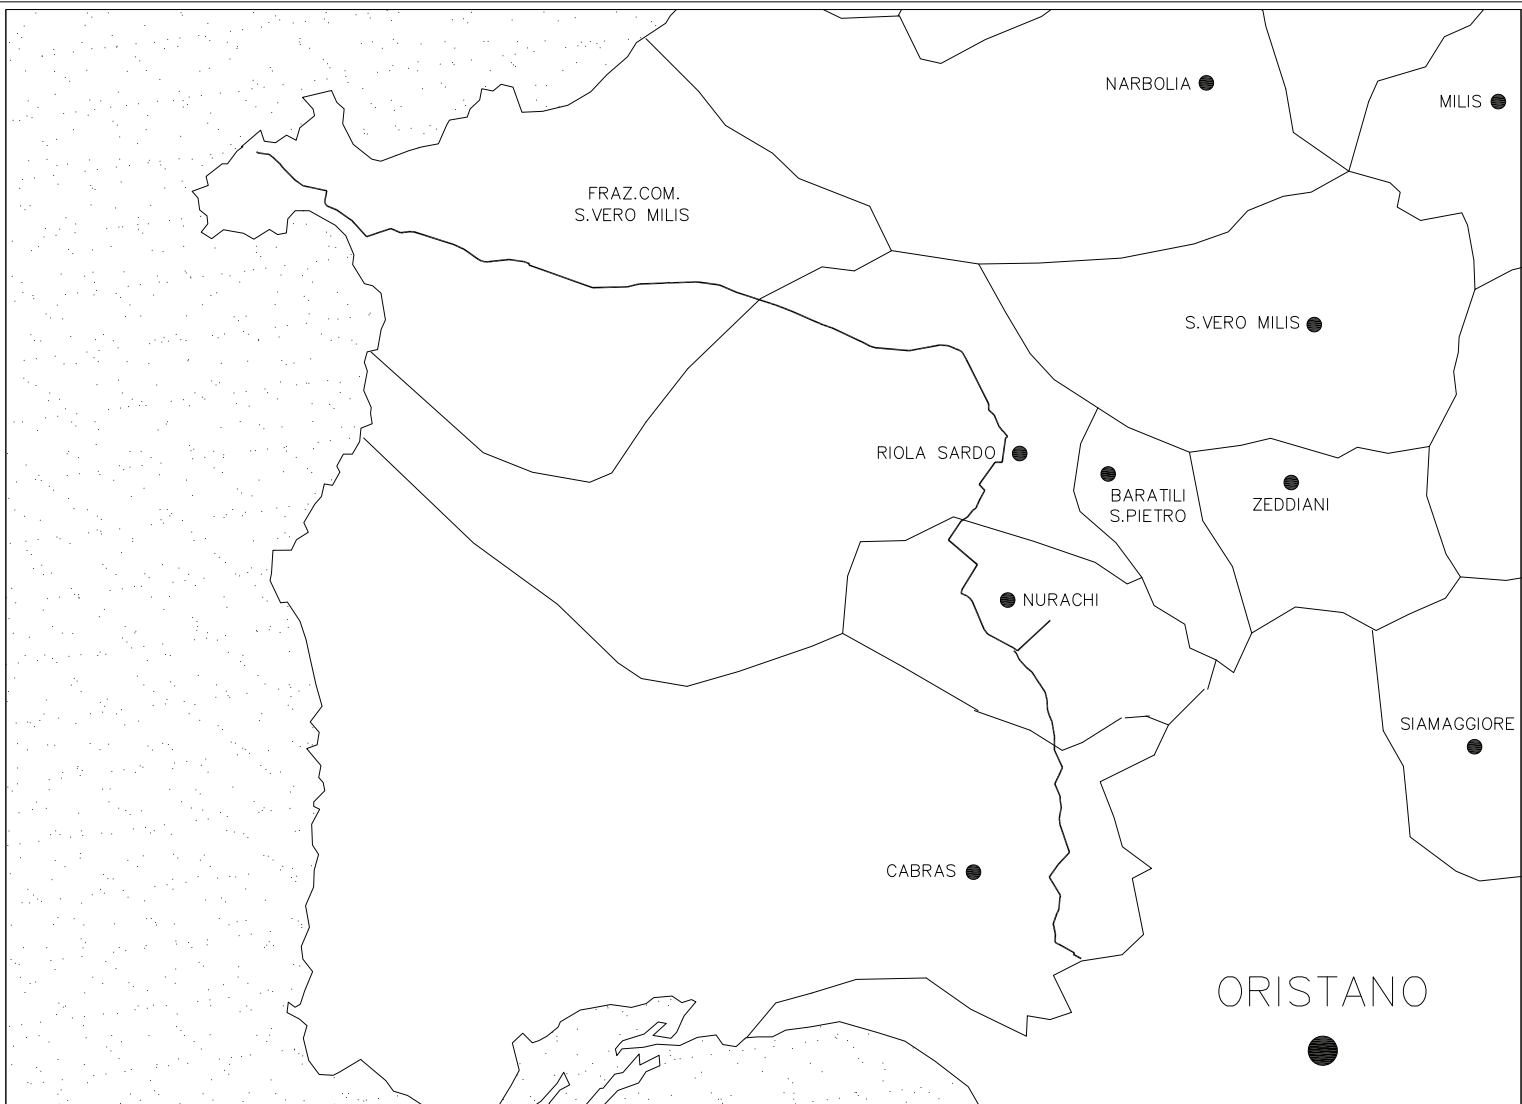 NARBOLIA
MILIS
FRAZ.COM.
S.VERO MILIS
S.VERO MILIS
RIOLA SARDO
BARATILI
S.PIETRO
ZEDDIANI
NURACHI
SIAMAGGIORE
CABRAS
ORISTANO